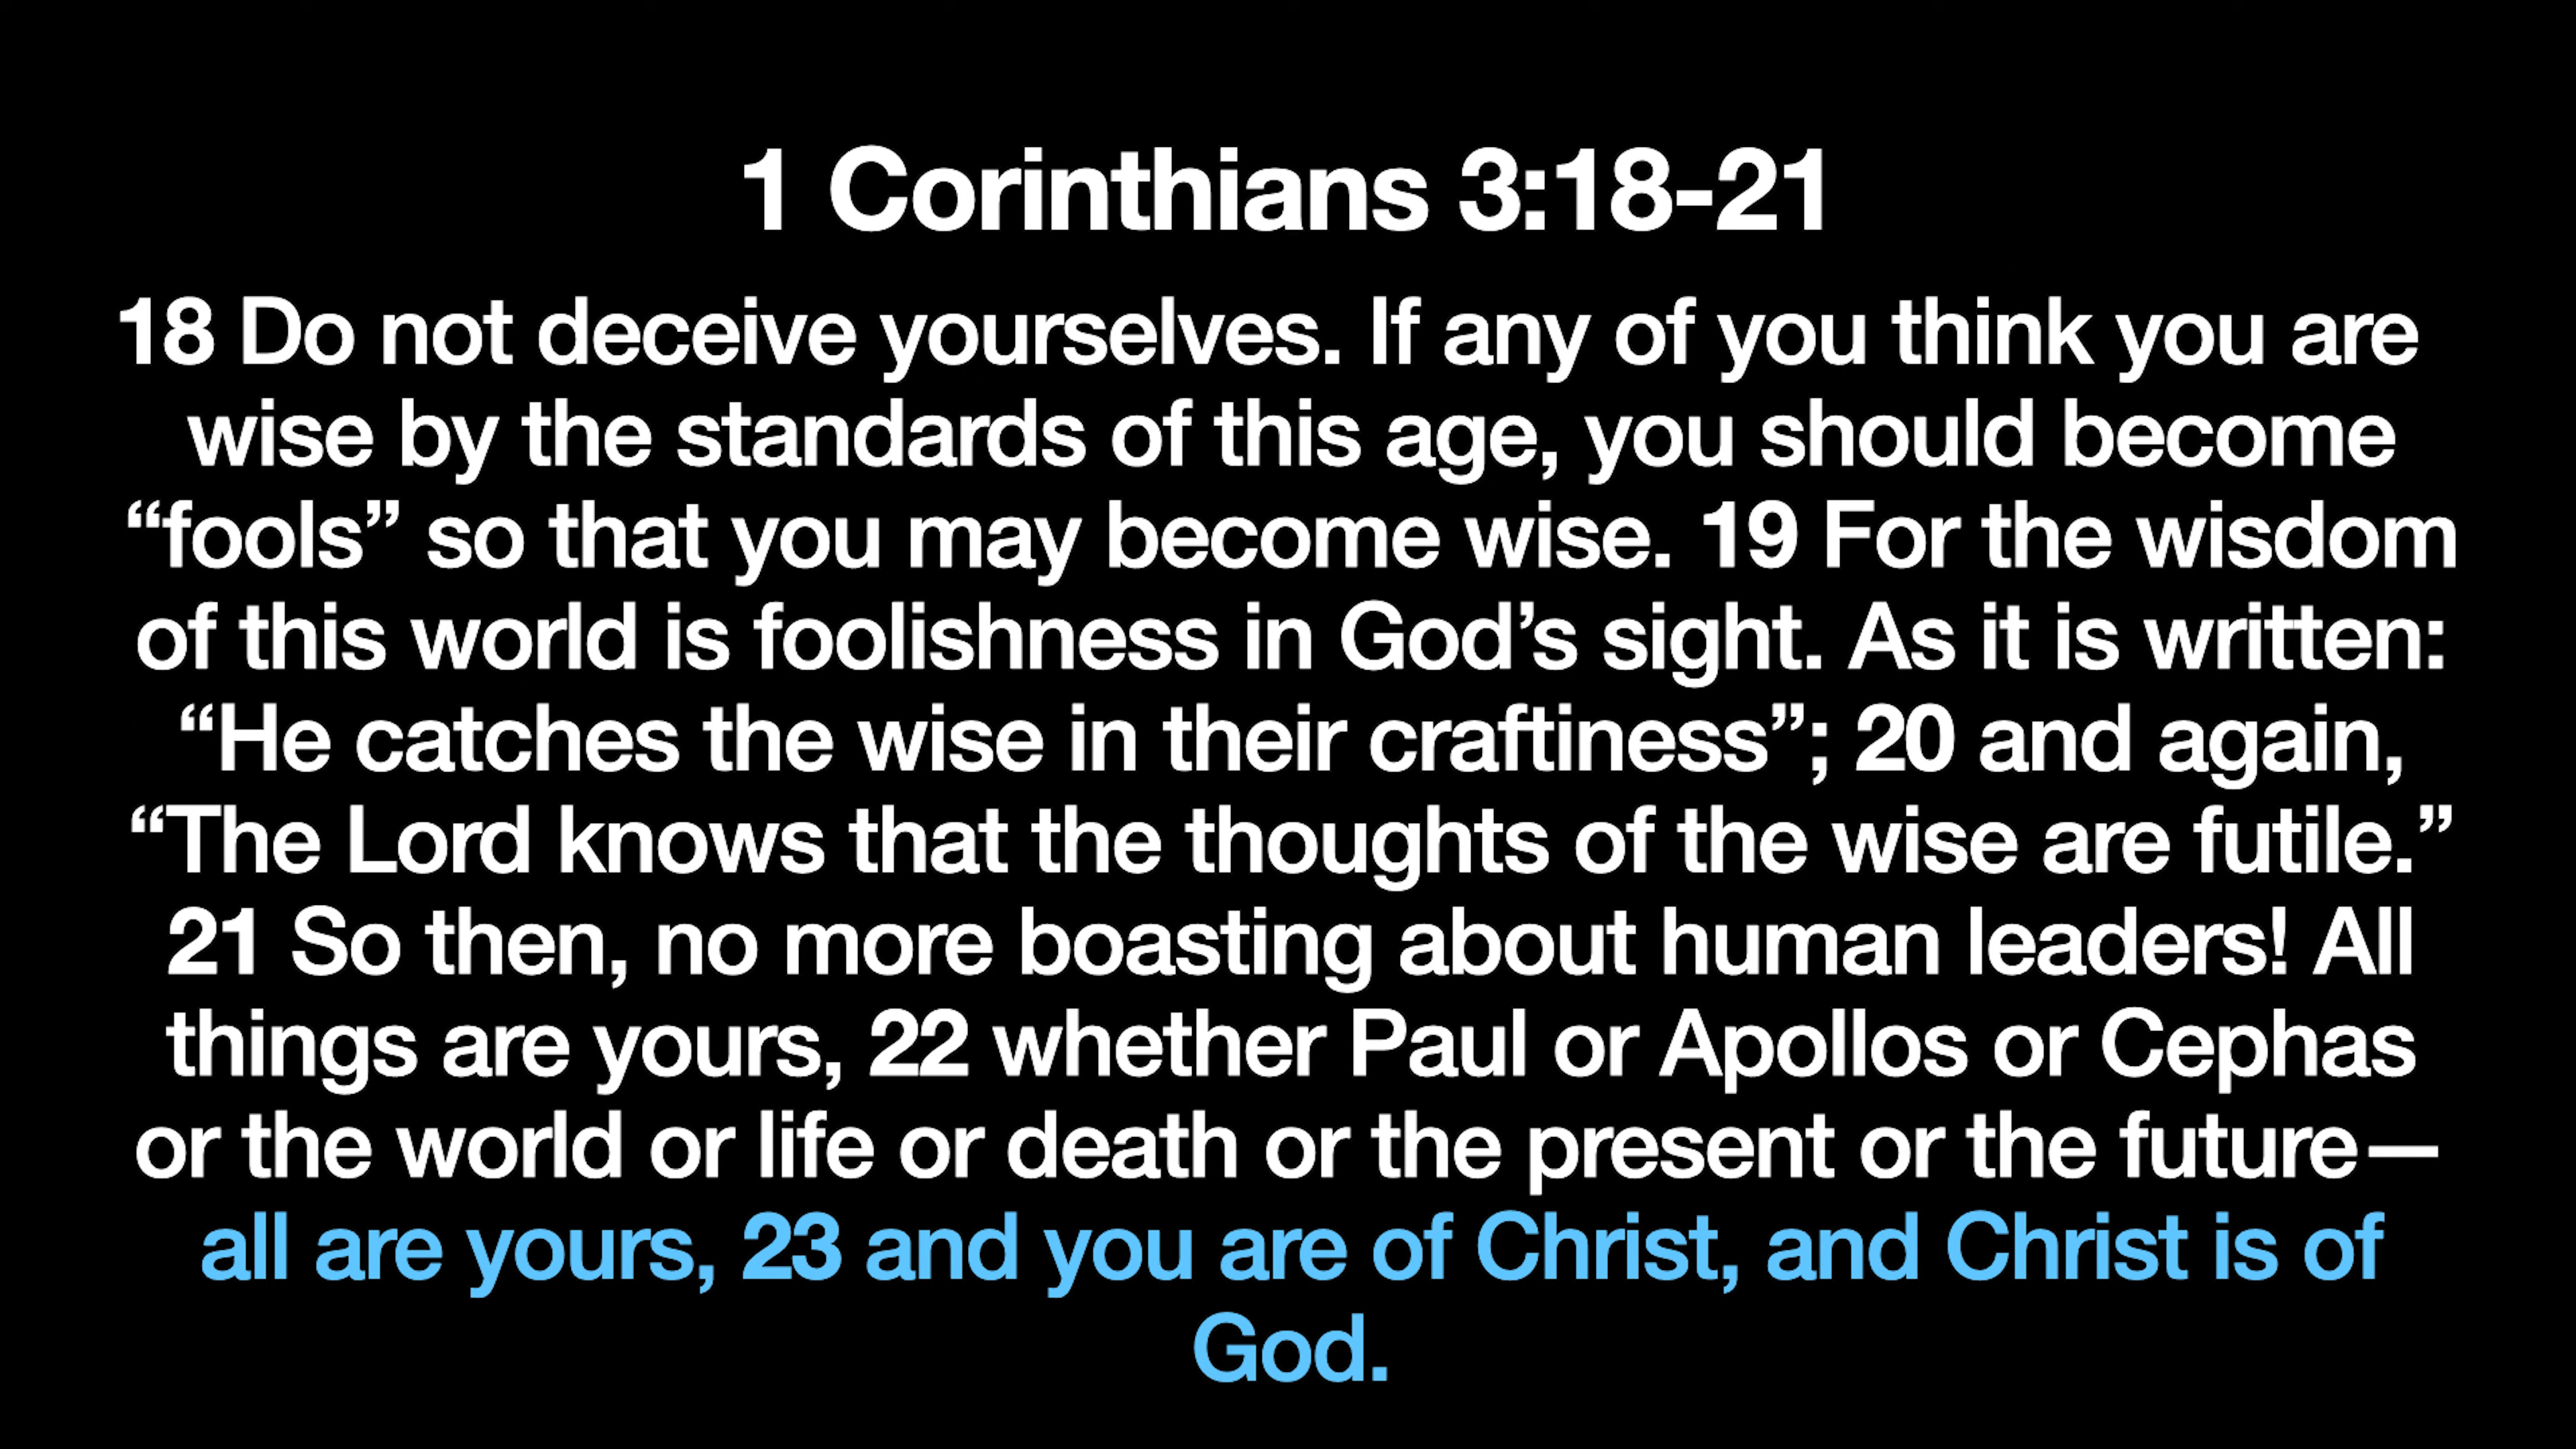 1 Corinthians 3:18-21
18 Do not deceive yourselves. If any of you think you are
wise by the standards of this age, you should become
“fools” so that you may become wise. 19 For the wisdom
of this world is foolishness in God’s sight. As it is written:
“He catches the wise in their craftiness”; 20 and again,
“The Lord knows that the thoughts of the wise are futile.”
21 So then, no more boasting about human leaders! All
things are yours, 22 whether Paul or Apollos or Cephas
or the world or life or death or the present or the future—
all are yours, 23 and you are of Christ, and Christ is of
God.